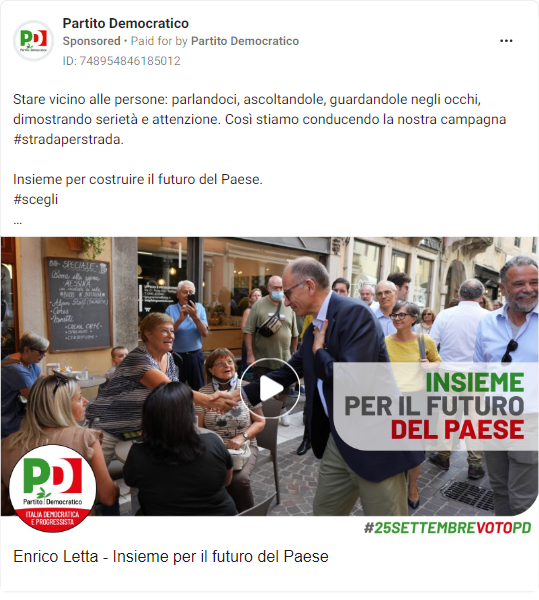 Partito Democratico
Sponsored • Paid for by Partito Democratico
ID: 748954846185012
Stare vicino alle persone: parlandoci, ascoltandole, guardandole negli occhi,
dimostrando serietà e attenzione. Così stiamo conducendo la nostra campagna
#stradaperstrada.
Insieme per costruire il futuro del Paese.
#scegli
...
PD
Partito Democratico
SPECIALE
INSIEME
PER IL FUTURO
DEL PAESE
PD
Partito Democratico
ITALIA DEMOCRATICA
E PROGRESSISTA
#25SETTEMBREVOTOPD
Enrico Letta - Insieme per il futuro del Paese